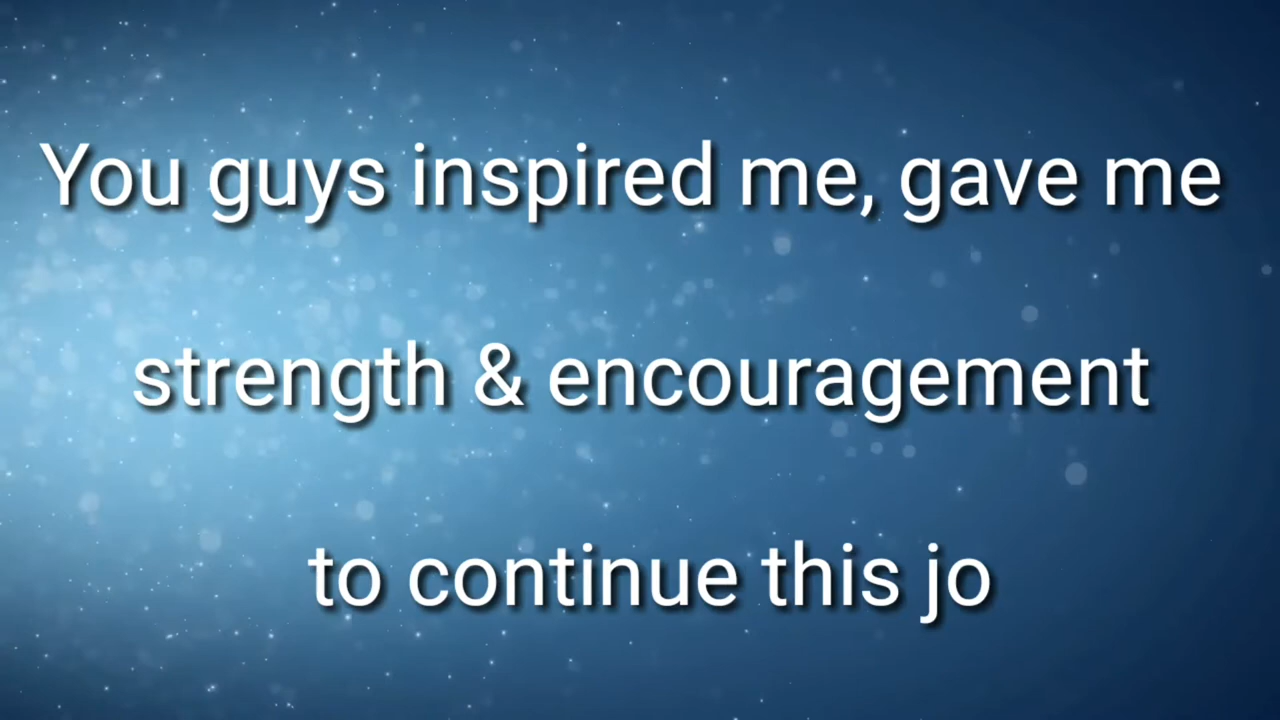 You guys inspired me, gave me
strength & encouragement
to continue this jo